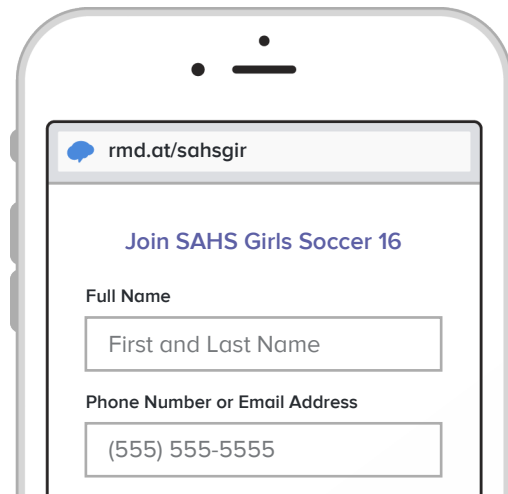 rmd.at/sahsgir
Join SAHS Girls Soccer 16
Full Name
First and Last Name
Phone Number or Email Address
(555) 555-5555